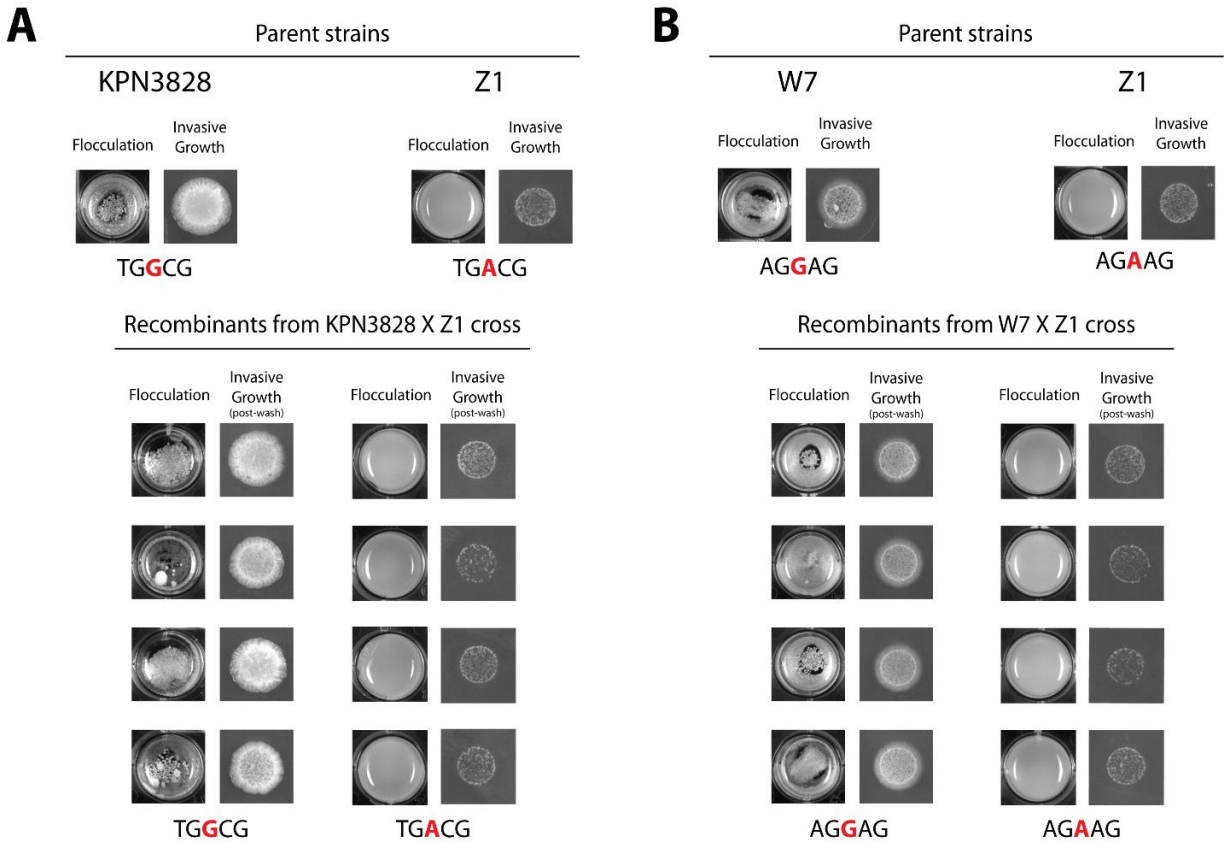 A
Parent strains
KPN3828 Z1
Flocculation Invasive Growth Flocculation Invasive Growth
TGGCG TGACG
Recombinants from KPN3828 X Z1 cross
Flocculation Invasive Growth (post-wash) Flocculation Invasive Growth (post-wash)
TGGCG TGACG
B
Parent strains
W7 Z1
Flocculation Invasive Growth Flocculation Invasive Growth
AGGAG AGAAG
Recombinants from W7 X Z1 cross
Flocculation Invasive Growth (post-wash) Flocculation Invasive Growth (post-wash)
AGGAG AGAAG